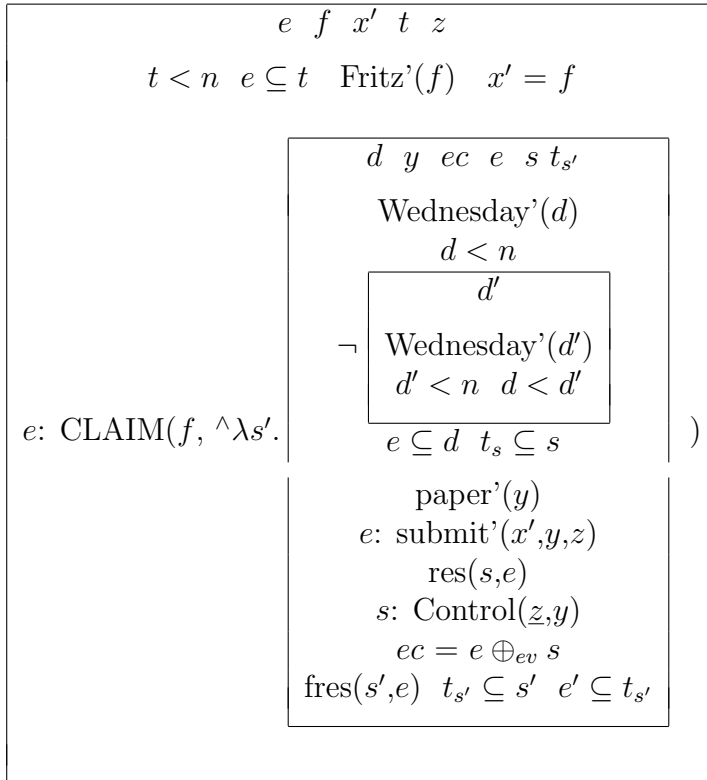 e f x′ t z
t < n e ⊆ t Fritz’(f) x′ = f
d y ec e s t_{s′}
Wednesday’(d)
d < n
d′
¬ Wednesday’(d′)
d′ < n d < d′
e: CLAIM(f, ^λs′. e ⊆ d t_s ⊆ s )
paper’(y)
e: submit’(x′,y,z)
res(s,e)
s: Control(z,y)
ec = e ⊕_{ev} s
fres(s′,e) t_{s′} ⊆ s′ e′ ⊆ t_{s′}